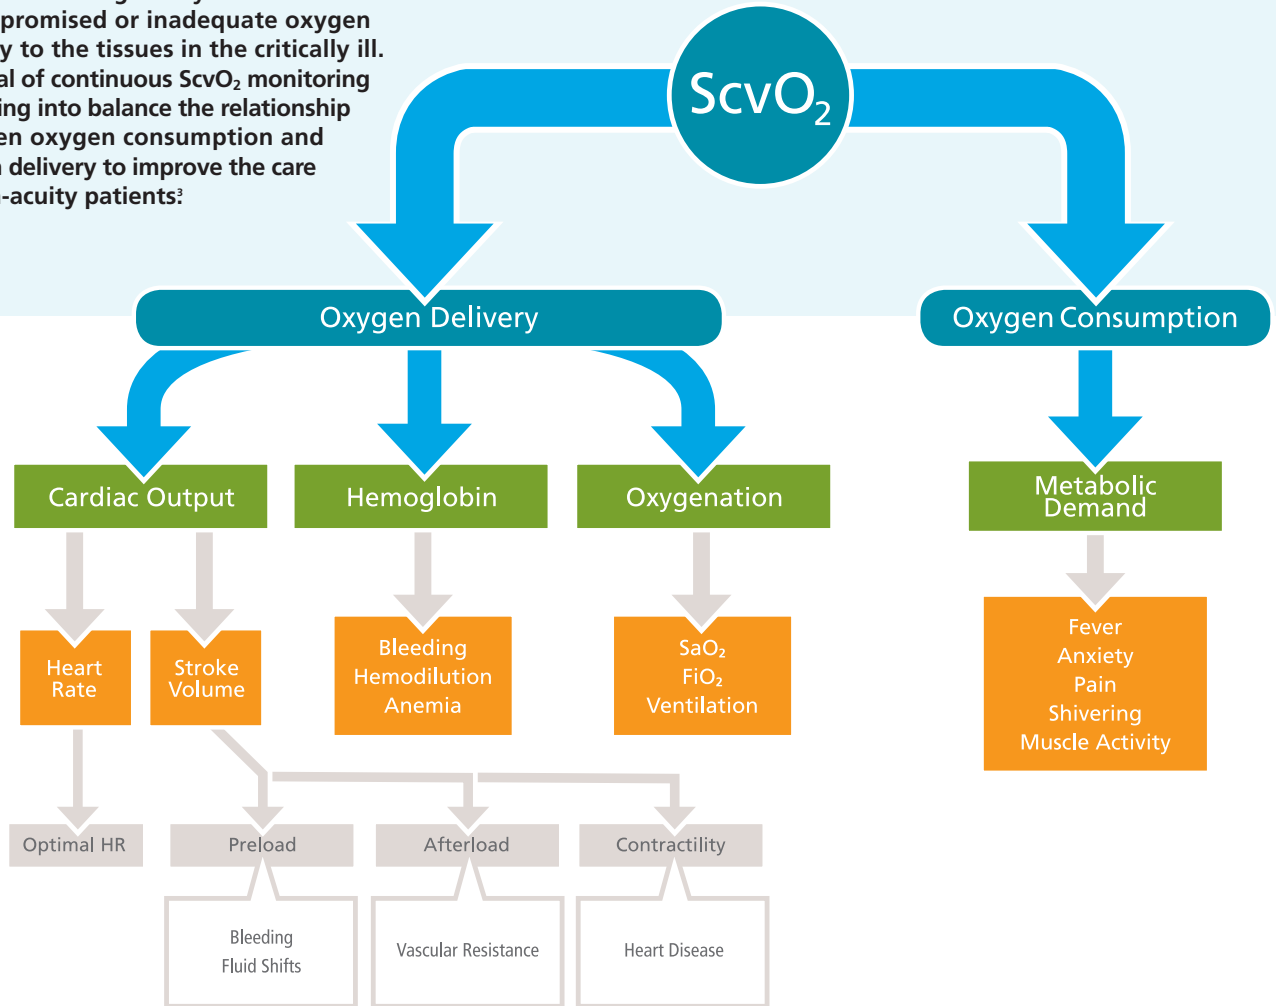 promised or inadequate oxygen
y to the tissues in the critically ill.
al of continuous ScvO₂ monitoring
ing into balance the relationship
en oxygen consumption and
n delivery to improve the care
-acuity patients.³
ScvO₂
Oxygen Delivery
Oxygen Consumption
Cardiac Output
Hemoglobin
Oxygenation
Metabolic
Demand
Heart
Rate
Stroke
Volume
Bleeding
Hemodilution
Anemia
SaO₂
FiO₂
Ventilation
Fever
Anxiety
Pain
Shivering
Muscle Activity
Optimal HR
Preload
Afterload
Contractility
Bleeding
Fluid Shifts
Vascular Resistance
Heart Disease